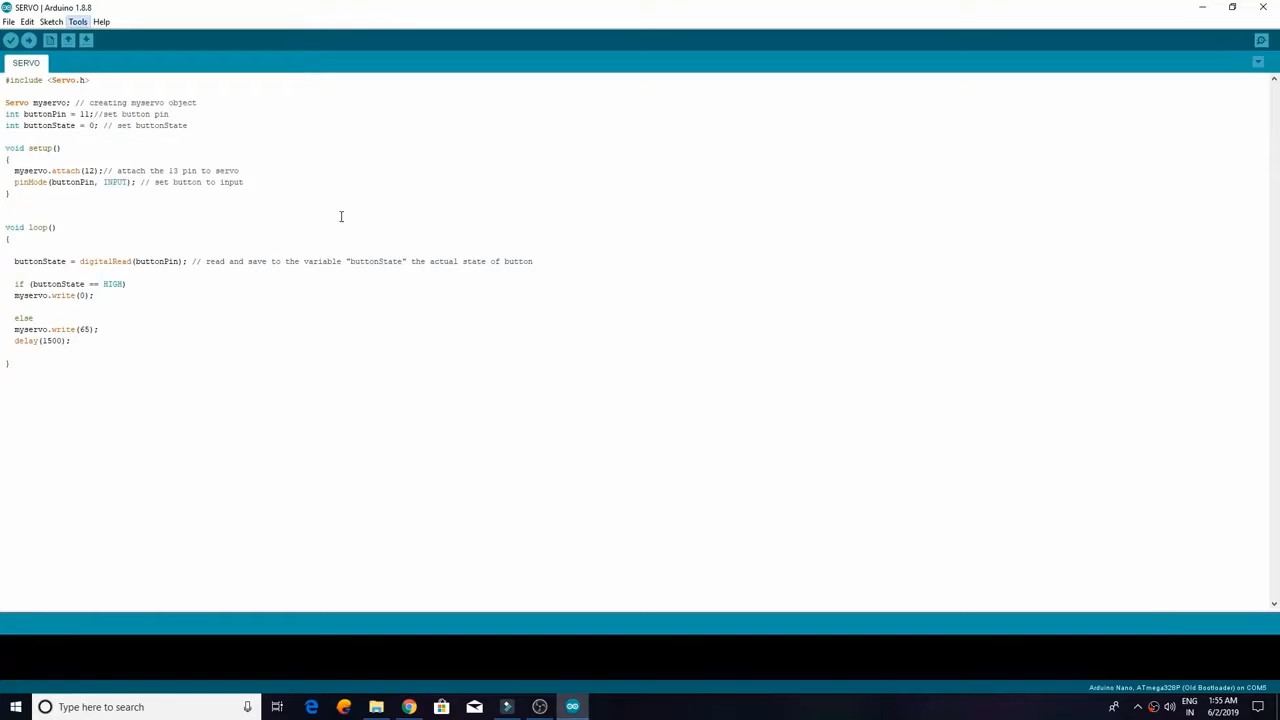 SERVO | Arduino 1.8.8
File Edit Sketch Tools Help
SERVO
#include <Servo.h>
Servo myservo; // creating myservo object
int buttonPin = 11;//set button pin
int buttonState = 0; // set buttonState
void setup()
{
myservo.attach(12);// attach the 13 pin to servo
pinMode(buttonPin, INPUT); // set button to input
}
void loop()
{
buttonState = digitalRead(buttonPin); // read and save to the variable "buttonState" the actual state of button
if (buttonState == HIGH)
myservo.write(0);
else
myservo.write(65);
delay(1500);
}
Arduino Nano, ATmega328P (Old Bootloader) on COM5
Type here to search
ENG
IN
1:55 AM
6/2/2019